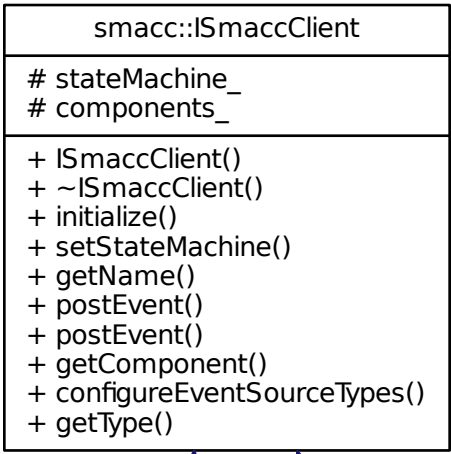 smacc::ISmaccClient
# stateMachine_
# components_
+ ISmaccClient()
+ ~ISmaccClient()
+ initialize()
+ setStateMachine()
+ getName()
+ postEvent()
+ postEvent()
+ getComponent()
+ configureEventSourceTypes()
+ getType()